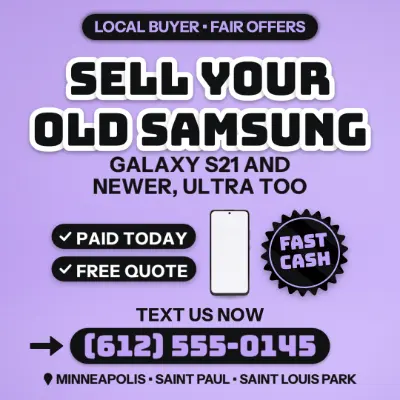 LOCAL BUYER • FAIR OFFERS
SELL YOUR
OLD SAMSUNG
GALAXY S21 AND
NEWER, ULTRA TOO
PAID TODAY
FREE QUOTE
FAST
CASH
TEXT US NOW
(612) 555-0145
MINNEAPOLIS • SAINT PAUL • SAINT LOUIS PARK